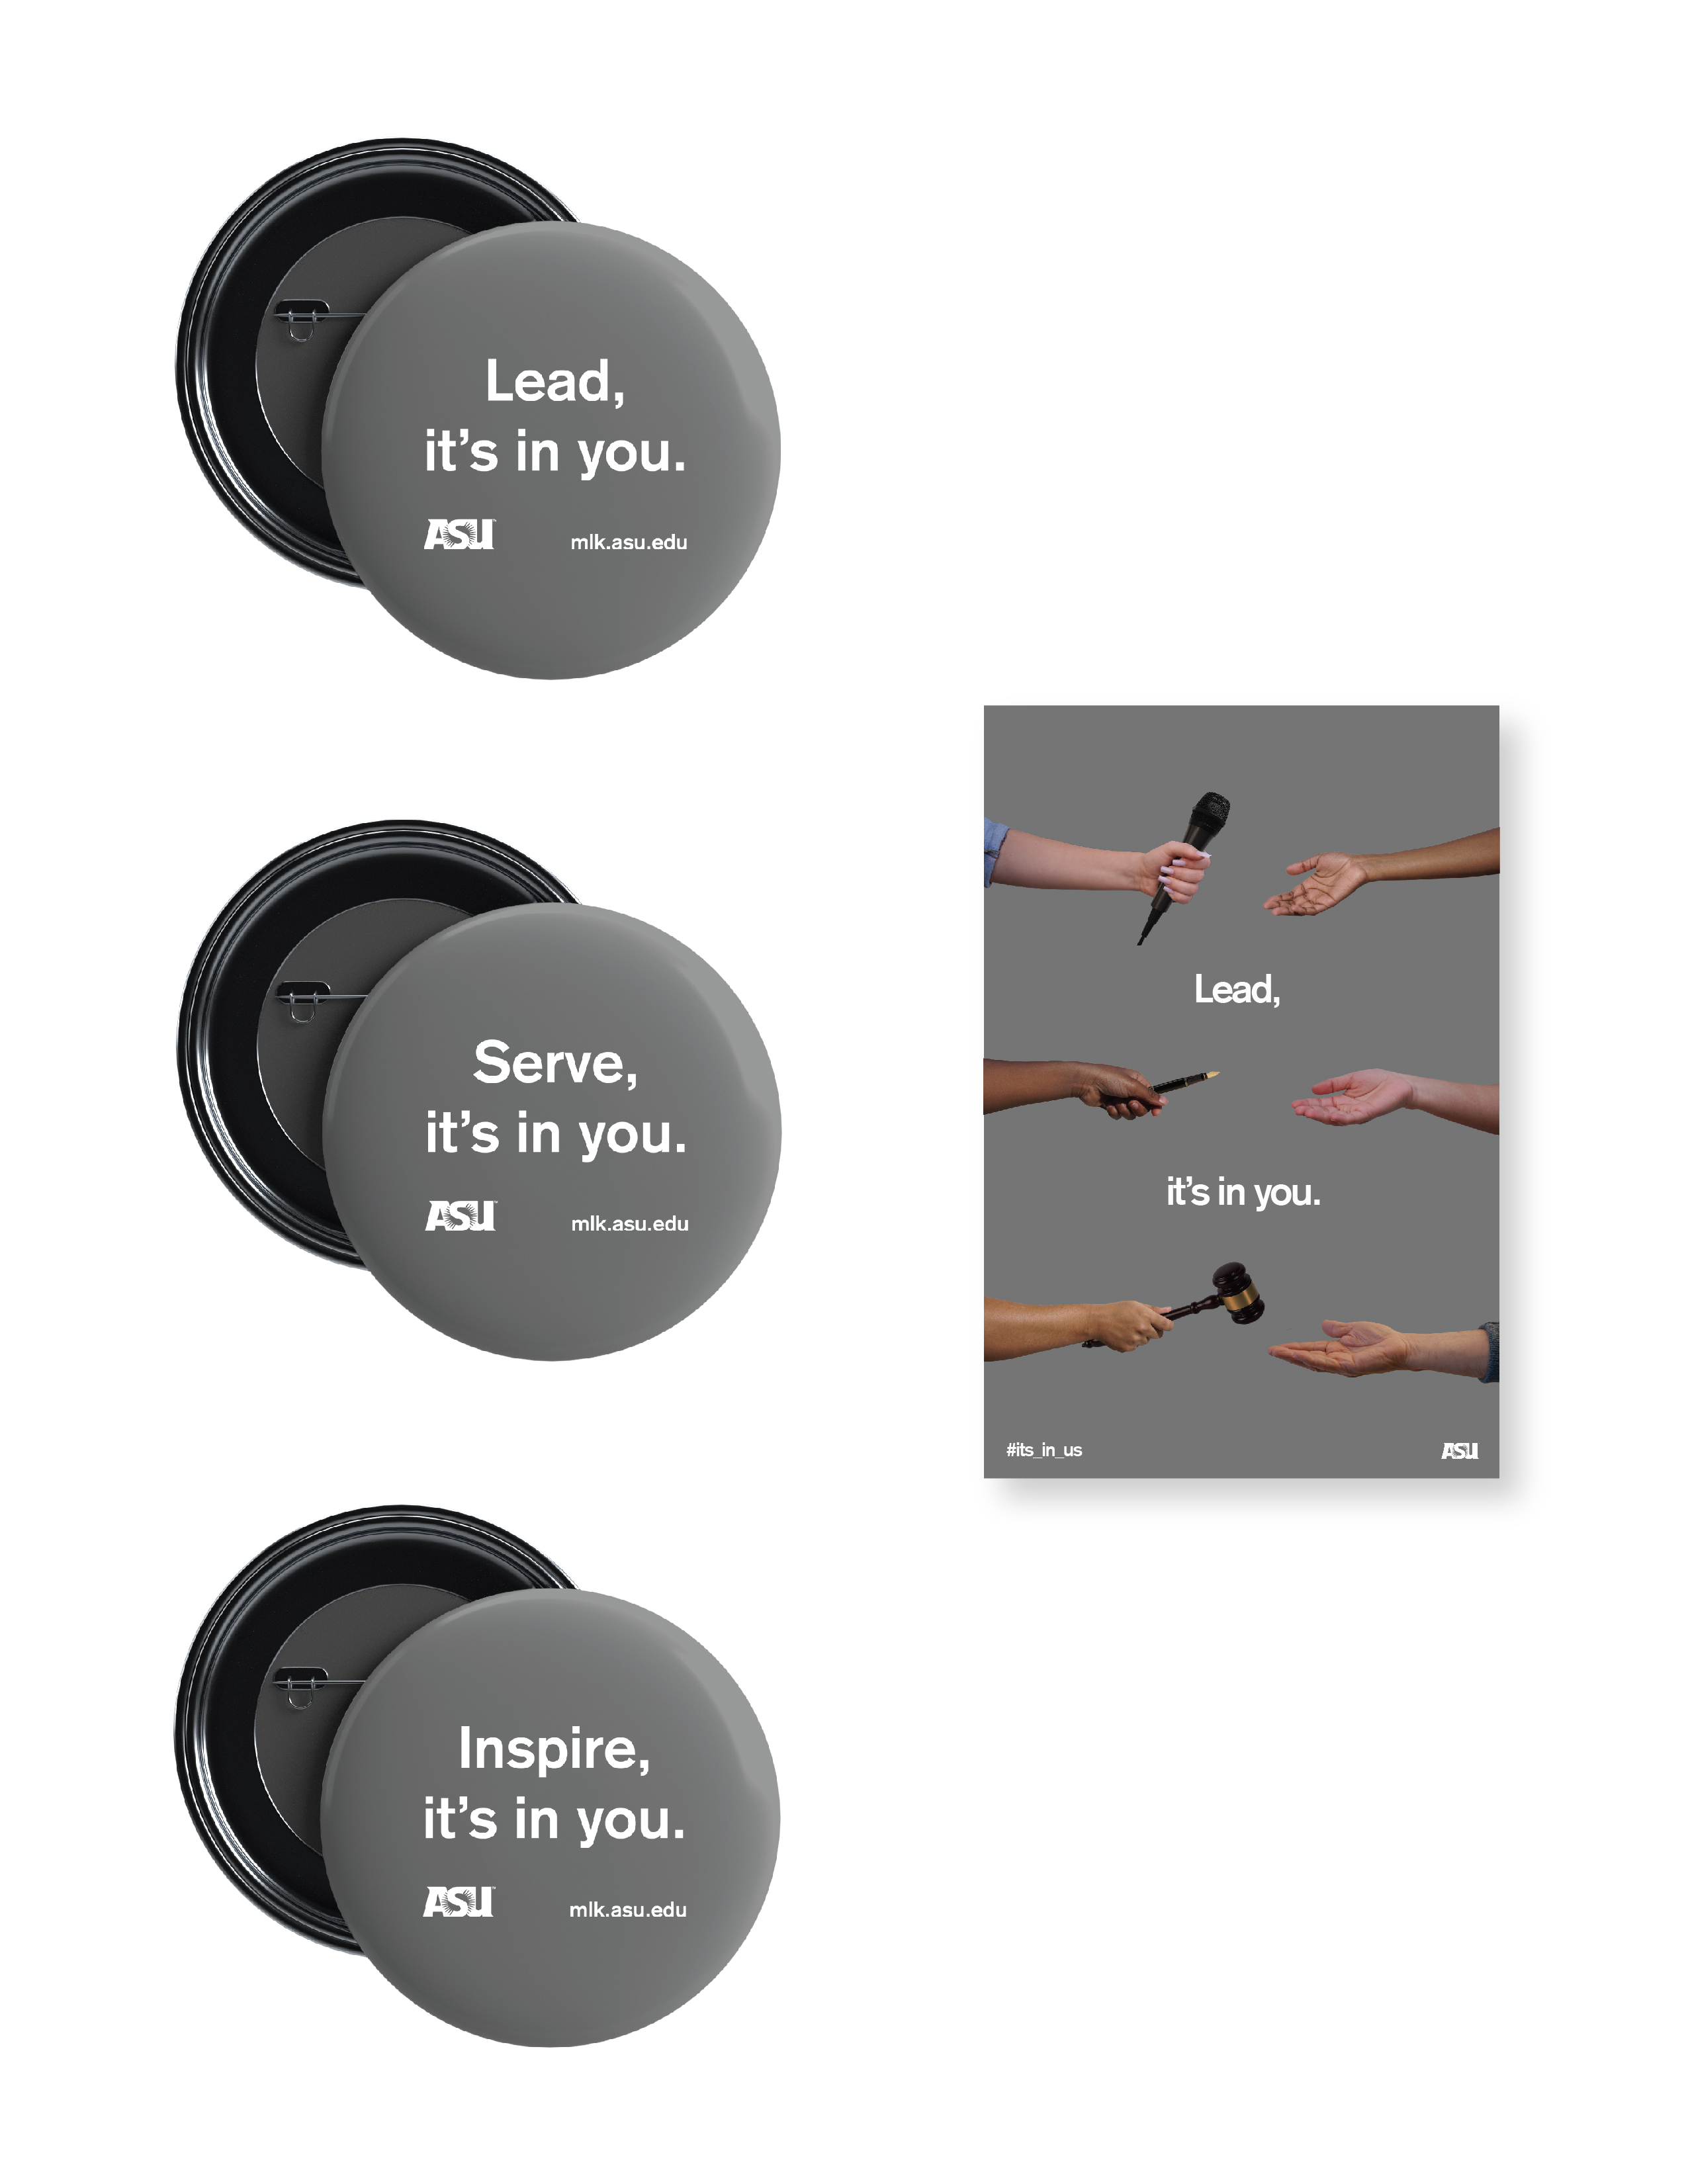 Lead,
it’s in you.
ASU
mlk.asu.edu
Serve,
it’s in you.
ASU
mlk.asu.edu
Inspire,
it’s in you.
ASU
mlk.asu.edu
Lead,
it’s in you.
#its_in_us
ASU